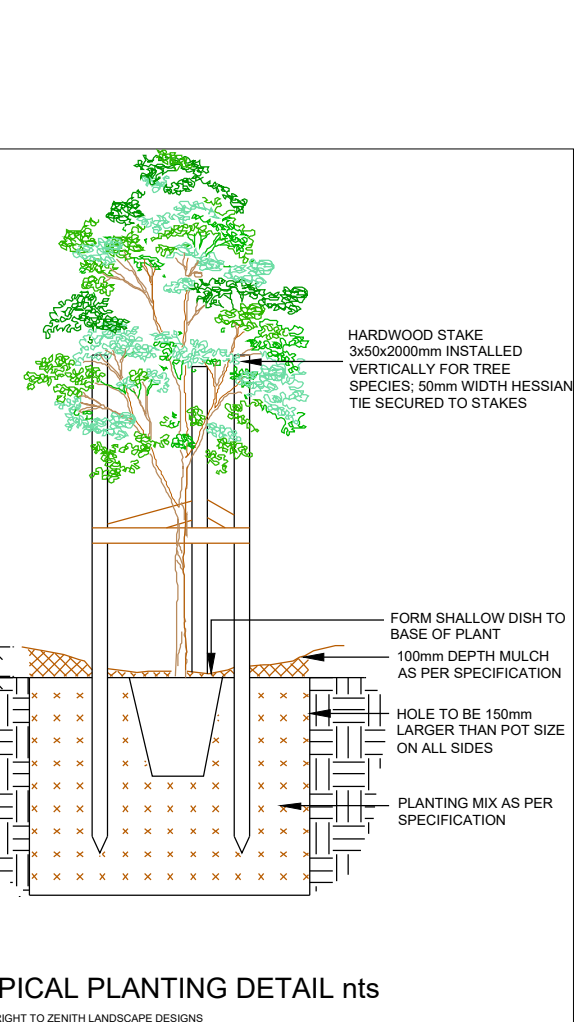 HARDWOOD STAKE
3x50x2000mm INSTALLED
VERTICALLY FOR TREE
SPECIES; 50mm WIDTH HESSIAN
TIE SECURED TO STAKES
FORM SHALLOW DISH TO
BASE OF PLANT
100mm DEPTH MULCH
AS PER SPECIFICATION
HOLE TO BE 150mm
LARGER THAN POT SIZE
ON ALL SIDES
PLANTING MIX AS PER
SPECIFICATION
PICAL PLANTING DETAIL nts
RIGHT TO ZENITH LANDSCAPE DESIGNS